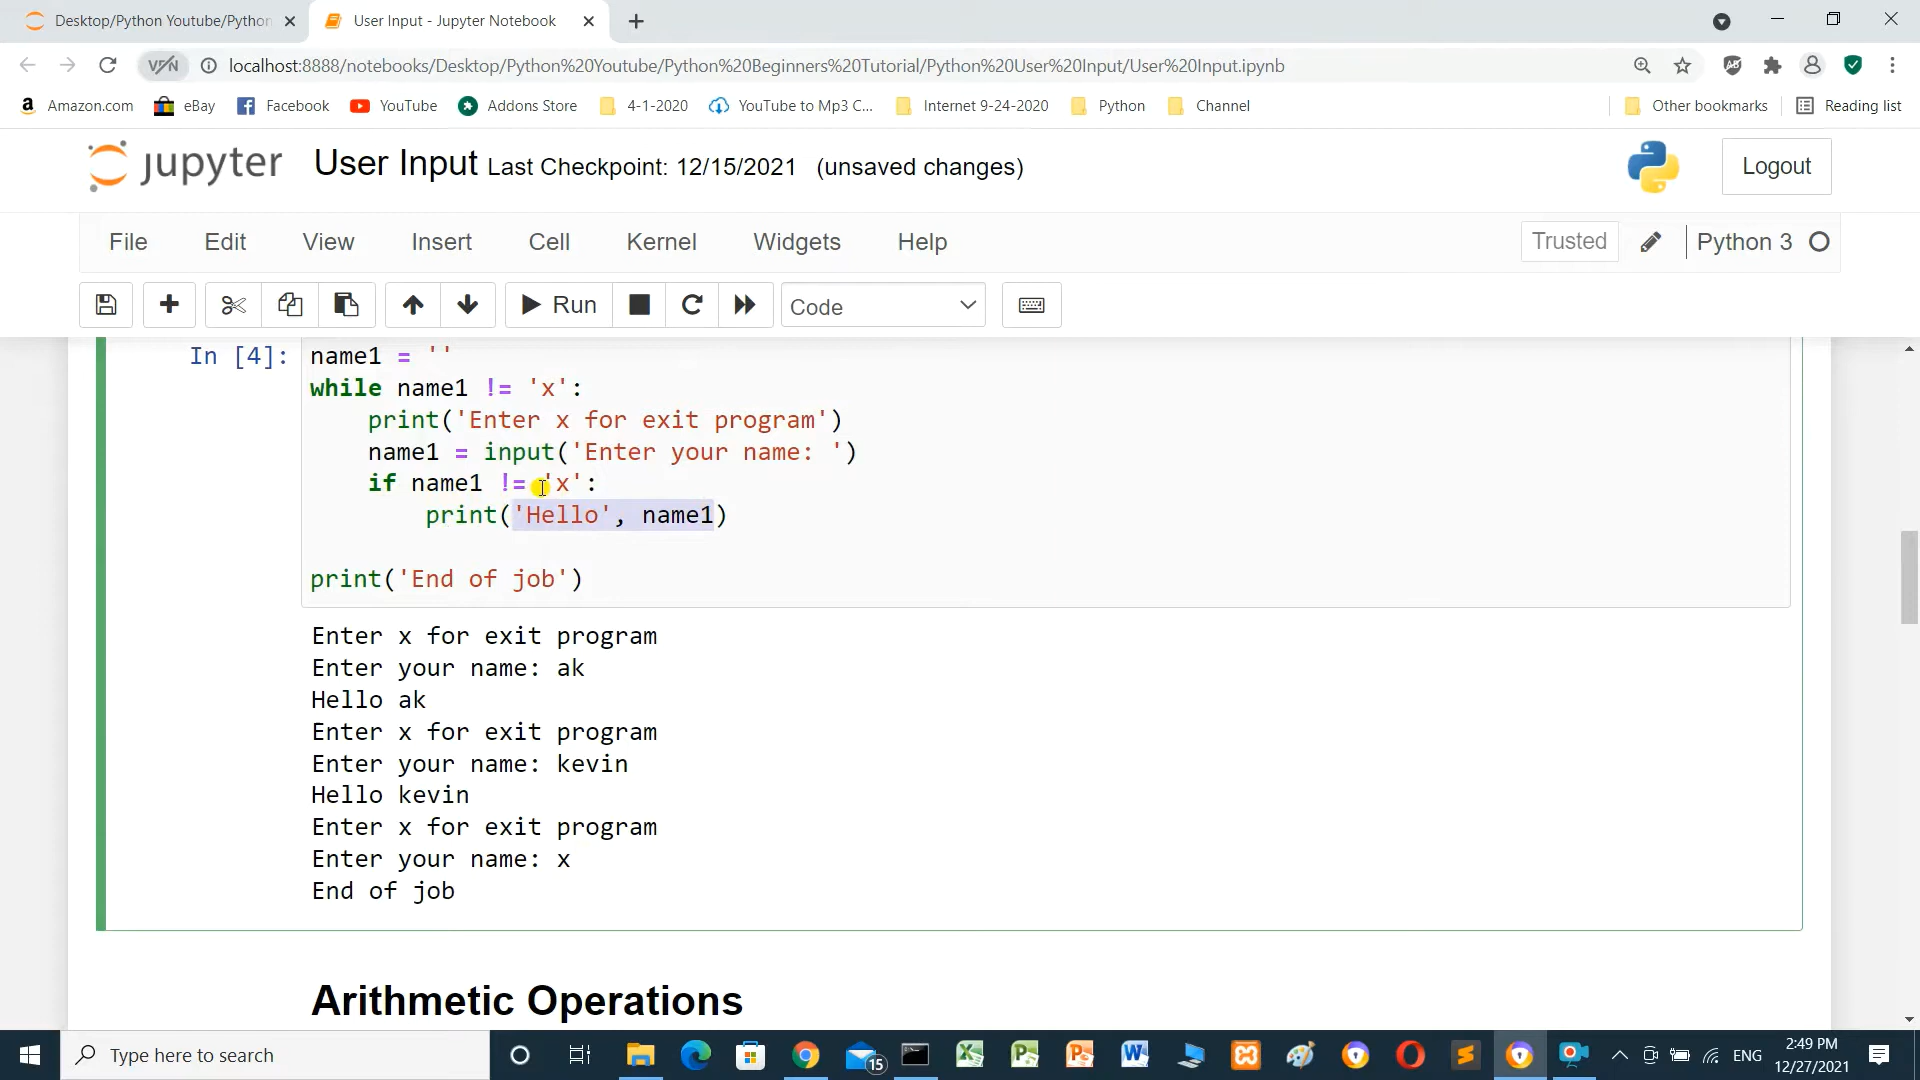 Desktop/Python Youtube/Python
User Input - Jupyter Notebook
VPN
localhost:8888/notebooks/Desktop/Python%20Youtube/Python%20Beginners%20Tutorial/Python%20User%20Input/User%20Input.ipynb
Amazon.com
eBay
Facebook
YouTube
Addons Store
4-1-2020
YouTube to Mp3 C...
Internet 9-24-2020
Python
Channel
Other bookmarks
Reading list
jupyter
User Input Last Checkpoint: 12/15/2021 (unsaved changes)
Logout
File
Edit
View
Insert
Cell
Kernel
Widgets
Help
Trusted
Python 3
Run
Code
In [4]:
name1 = ''
while name1 != 'x':
    print('Enter x for exit program')
    name1 = input('Enter your name: ')
    if name1 != 'x':
        print('Hello', name1)
print('End of job')
Enter x for exit program
Enter your name: ak
Hello ak
Enter x for exit program
Enter your name: kevin
Hello kevin
Enter x for exit program
Enter your name: x
End of job
Arithmetic Operations
Type here to search
15
ENG
2:49 PM
12/27/2021